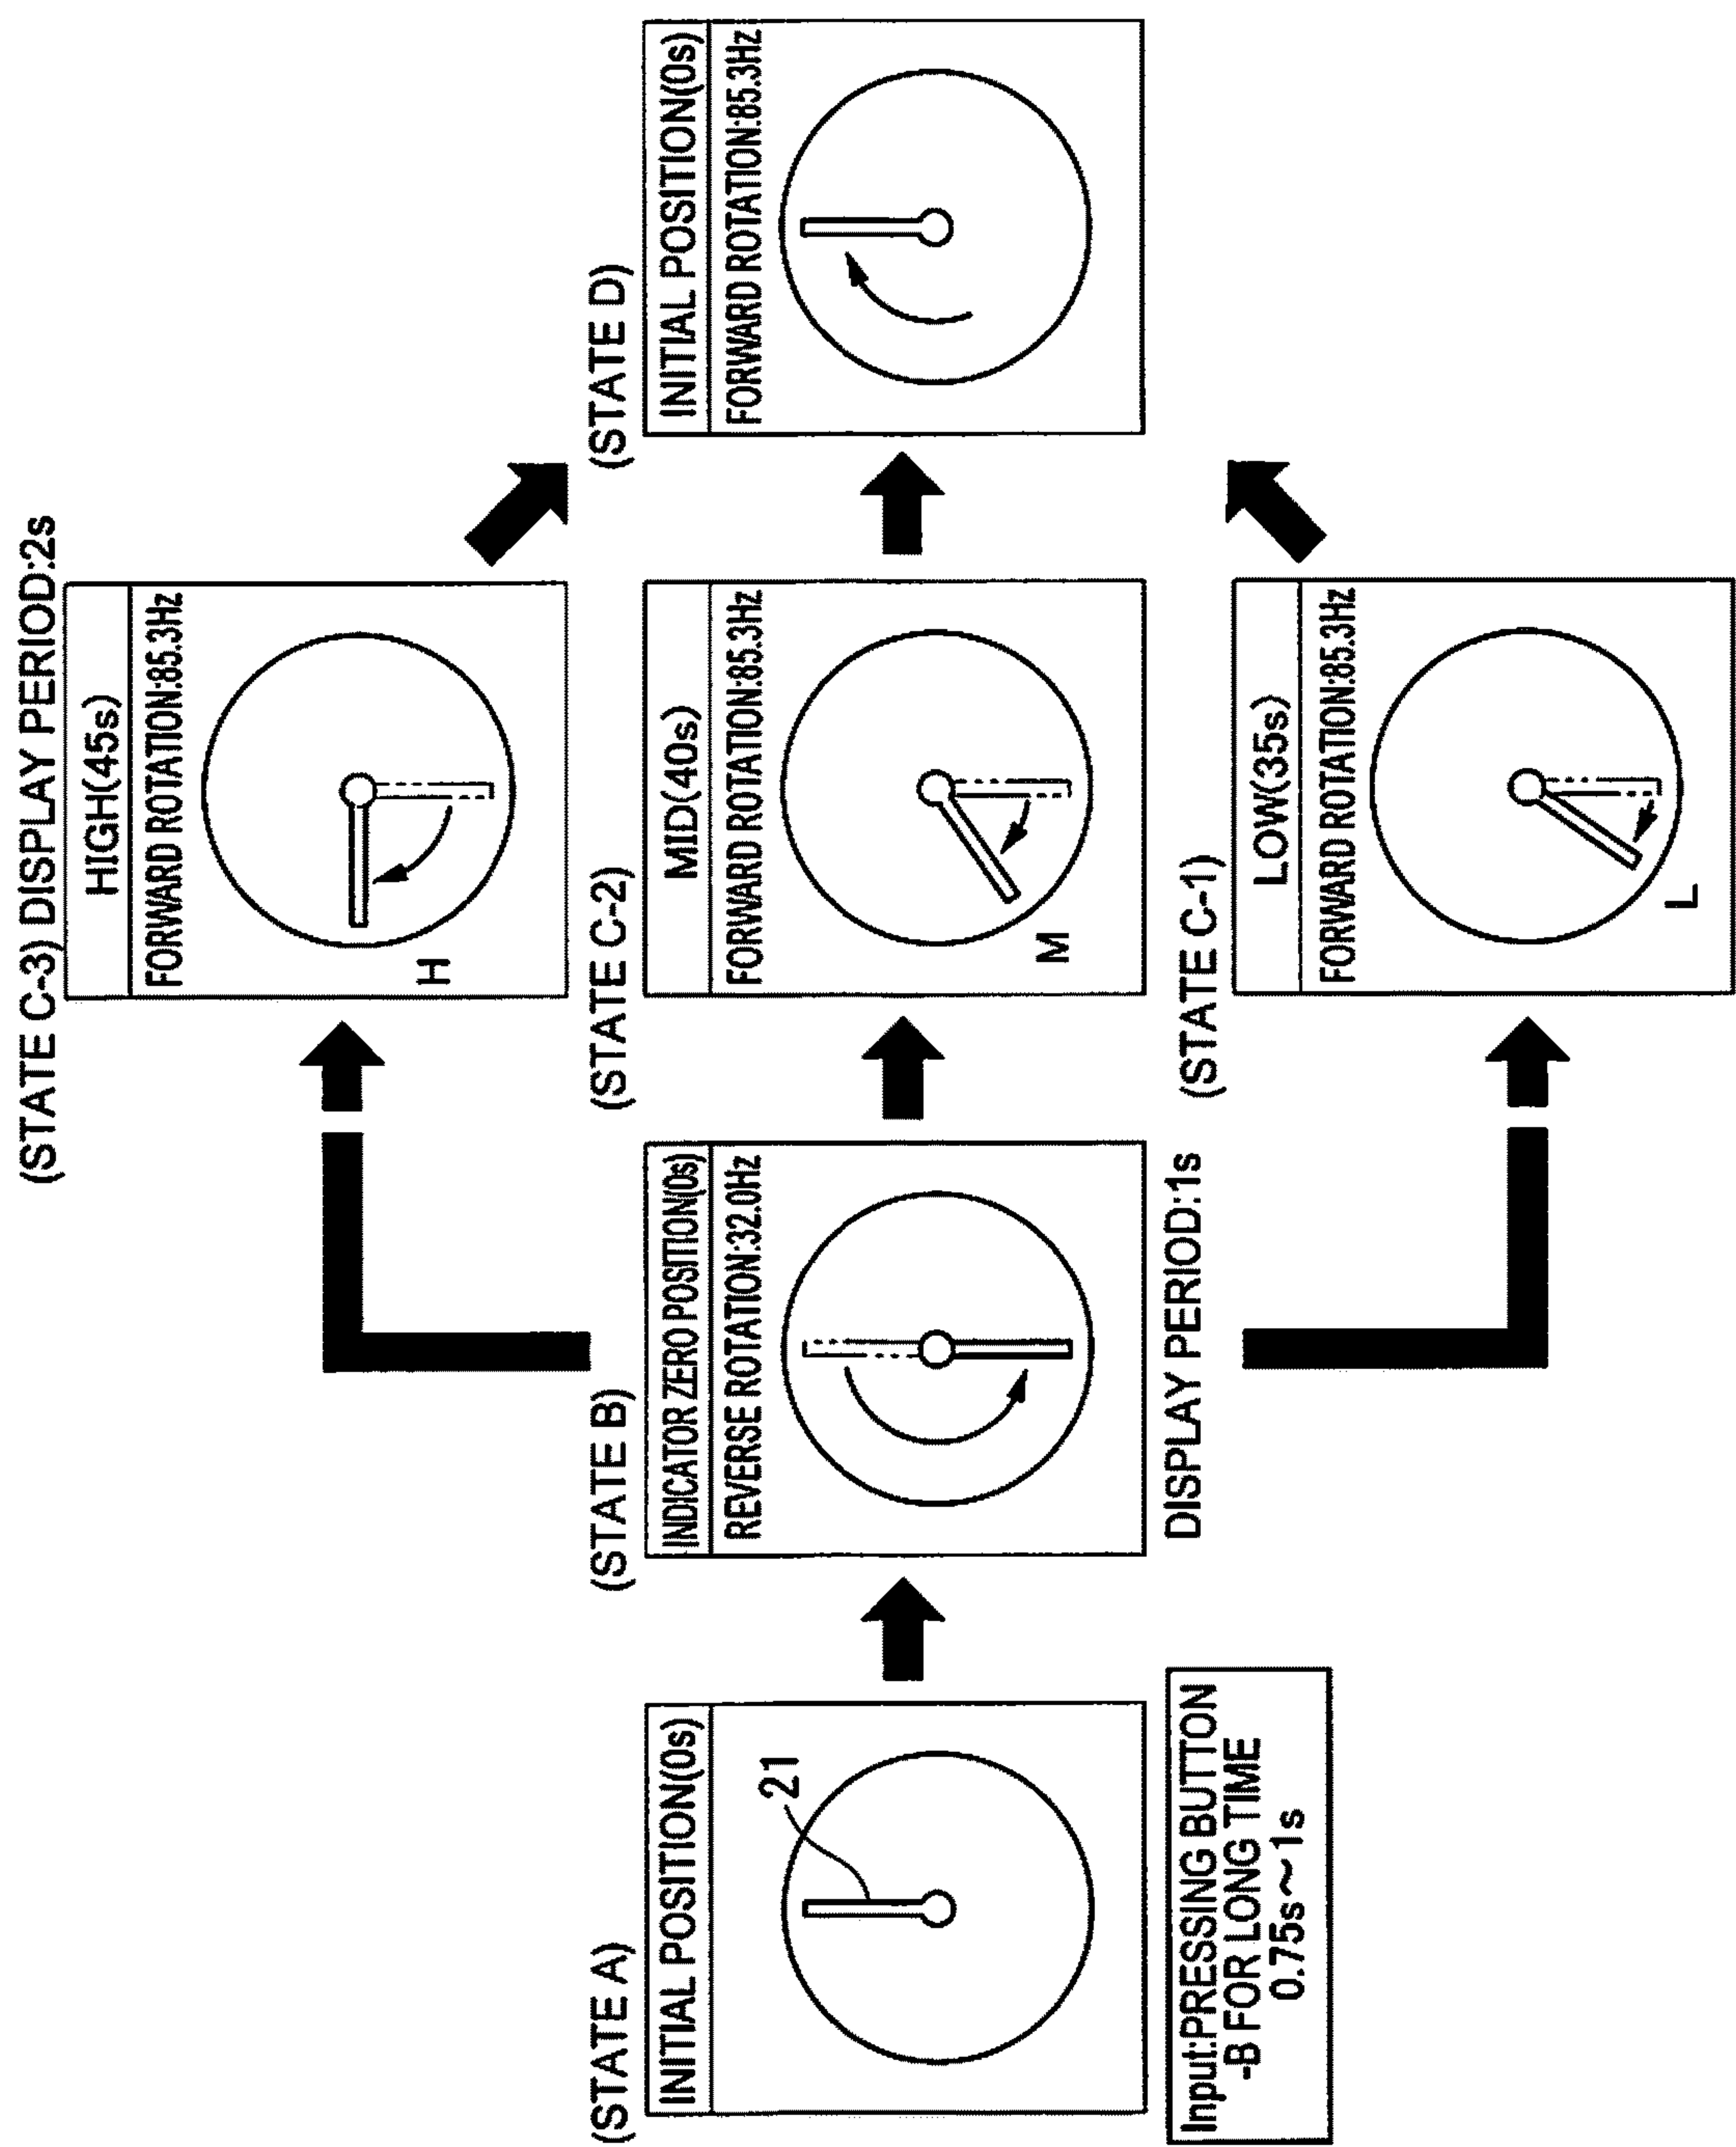 (STATE A)
INITIAL POSITION(0s)
21
Input:PRESSING BUTTON
-B FOR LONG TIME
0.75s~1s
(STATE B)
INDICATOR ZERO POSITION(0s)
REVERSE ROTATION:32.0Hz
DISPLAY PERIOD:1s
(STATE C-3) DISPLAY PERIOD:2s
HIGH(45s)
FORWARD ROTATION:85.3Hz
H
(STATE C-2)
MID(40s)
FORWARD ROTATION:85.3Hz
M
(STATE C-1)
LOW(35s)
FORWARD ROTATION:85.3Hz
L
(STATE D)
INITIAL POSITION(0s)
FORWARD ROTATION:85.3Hz